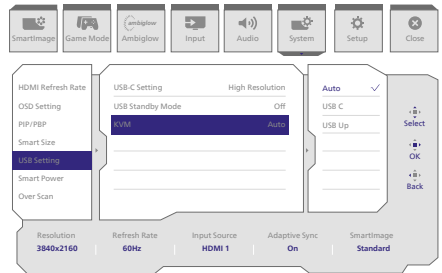 SmartImage Game Mode Ambiglow Input Audio System Setup Close
ambiglow
HDMI Refresh Rate
OSD Setting
PIP/PBP
Smart Size
USB Setting
Smart Power
Over Scan
USB-C Setting High Resolution
USB Standby Mode Off
KVM Auto
Auto
USB C
USB Up
Select
OK
Back
Resolution Refresh Rate Input Source Adaptive Sync SmartImage
3840x2160 60Hz HDMI 1 On Standard